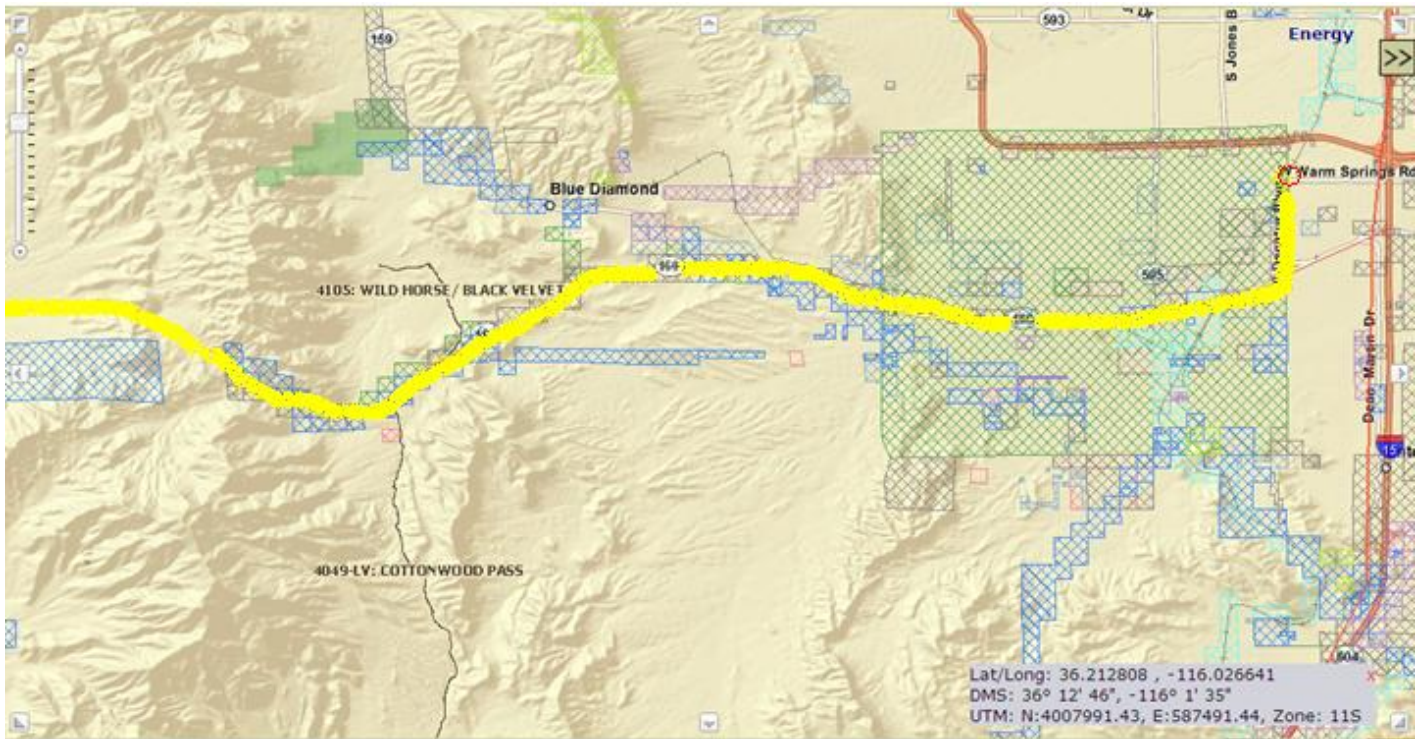 159
593
S Jones B
Energy
>>
Warm Springs Rd
Blue Diamond
159
595
4105: WILD HORSE / BLACK VELVET
160
Dean Martin Dr
15
4049-LV: COTTONWOOD PASS
604
Lat/Long: 36.212808 , -116.026641
DMS: 36° 12' 46", -116° 1' 35"
UTM: N:4007991.43, E:587491.44, Zone: 11S